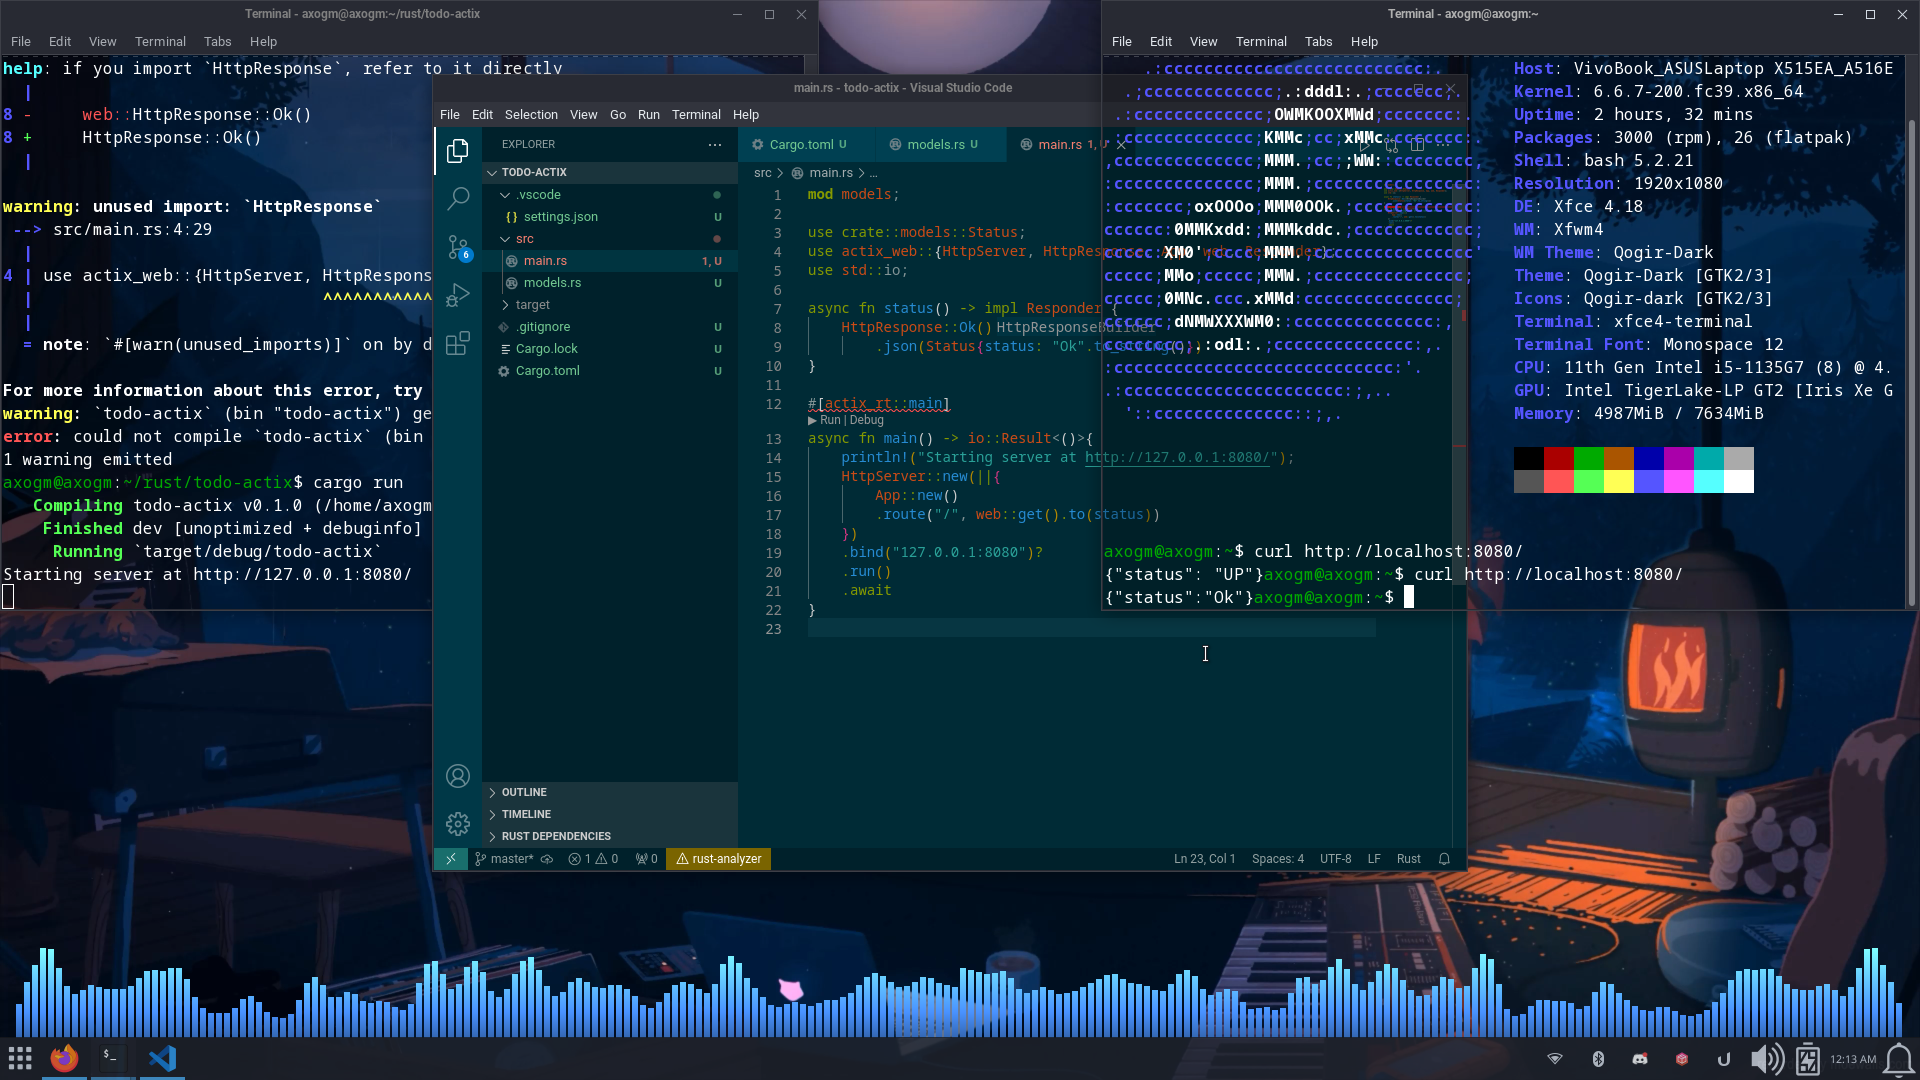 Terminal - axogm@axogm:~/rust/todo-actix
File Edit View Terminal Tabs Help
help: if you import `HttpResponse`, refer to it directly
|
8 - web::HttpResponse::Ok()
8 + HttpResponse::Ok()
|
warning: unused import: `HttpResponse`
--> src/main.rs:4:29
|
4 | use actix_web::{HttpServer, HttpRespons
| ^^^^^^^^^^^
|
= note: `#[warn(unused_imports)]` on by d
For more information about this error, try
warning: `todo-actix` (bin "todo-actix") ge
error: could not compile `todo-actix` (bin
1 warning emitted
axogm@axogm:~/rust/todo-actix$ cargo run
Compiling todo-actix v0.1.0 (/home/axogm
Finished dev [unoptimized + debuginfo]
Running `target/debug/todo-actix`
Starting server at http://127.0.0.1:8080/
main.rs - todo-actix - Visual Studio Code
File Edit Selection View Go Run Terminal Help
EXPLORER ···
TODO-ACTIX
.vscode
{} settings.json U
src
main.rs 1, U
models.rs U
target
.gitignore U
Cargo.lock U
Cargo.toml U
OUTLINE
TIMELINE
RUST DEPENDENCIES
Cargo.toml U models.rs U main.rs 1, U
src > main.rs > ...
1 mod models;
2
3 use crate::models::Status;
4 use actix_web::{HttpServer, HttpResponse, App, web, Responder};
5 use std::io;
6
7 async fn status() -> impl Responder {
8 HttpResponse::Ok() HttpResponseBuilder
9 .json(Status{status: "Ok".to_string()})
10 }
11
12 #[actix_rt::main]
▶ Run | Debug
13 async fn main() -> io::Result<()>{
14 println!("Starting server at http://127.0.0.1:8080/");
15 HttpServer::new(||{
16 App::new()
17 .route("/", web::get().to(status))
18 })
19 .bind("127.0.0.1:8080")?
20 .run()
21 .await
22 }
23
6
master* 1 0 0 rust-analyzer
Ln 23, Col 1 Spaces: 4 UTF-8 LF Rust
Terminal - axogm@axogm:~
File Edit View Terminal Tabs Help
Host: VivoBook_ASUSLaptop X515EA_A516E
Kernel: 6.6.7-200.fc39.x86_64
Uptime: 2 hours, 32 mins
Packages: 3000 (rpm), 26 (flatpak)
Shell: bash 5.2.21
Resolution: 1920x1080
DE: Xfce 4.18
WM: Xfwm4
WM Theme: Qogir-Dark
Theme: Qogir-Dark [GTK2/3]
Icons: Qogir-dark [GTK2/3]
Terminal: xfce4-terminal
Terminal Font: Monospace 12
CPU: 11th Gen Intel i5-1135G7 (8) @ 4.
GPU: Intel TigerLake-LP GT2 [Iris Xe G
Memory: 4987MiB / 7634MiB
axogm@axogm:~$ curl http://localhost:8080/
{"status": "UP"}axogm@axogm:~$ curl http://localhost:8080/
{"status":"Ok"}axogm@axogm:~$
12:13 AM